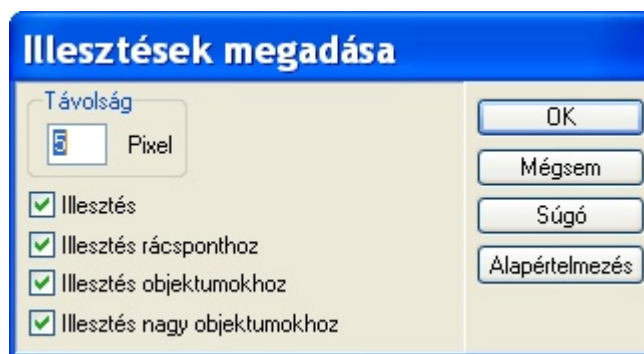 Illesztések megadása
Távolság
5 Pixel
Illesztés
Illesztés rácsponthoz
Illesztés objektumokhoz
Illesztés nagy objektumokhoz
OK
Mégsem
Súgó
Alapértelmezés